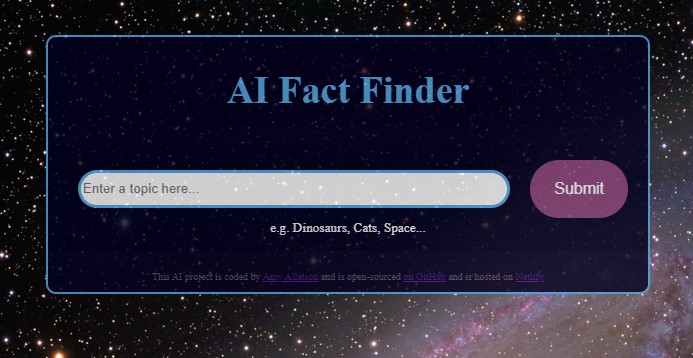 AI Fact Finder
Enter a topic here...
Submit
e.g. Dinosaurs, Cats, Space...
This AI project is coded by Amy Allatson and is open-sourced on GitHub and is hosted on Netlify